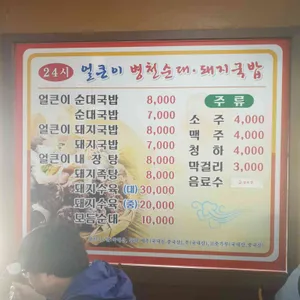 24시 얼큰이 병천순대·돼지국밥
얼큰이 순대국밥 8,000
순대국밥 7,000
얼큰이 돼지국밥 8,000
돼지국밥 7,000
얼큰이 내장탕 8,000
돼지족탕 8,000
돼지수육 (대) 30,000
돼지수육 (중) 20,000
모듬순대 10,000
주류
소주 4,000
맥주 4,000
청하 4,000
막걸리 3,000
음료수